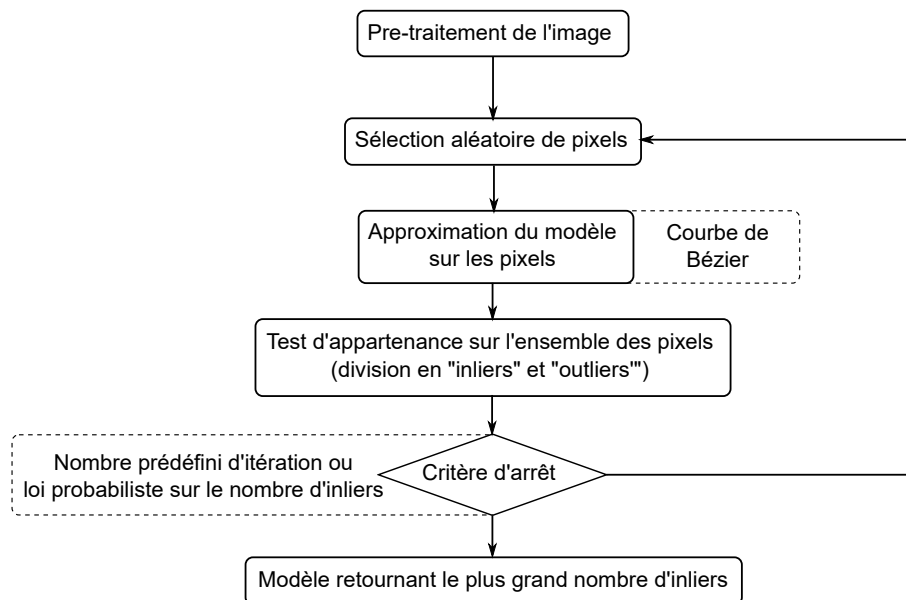 Pre-traitement de l'image
Sélection aléatoire de pixels
Approximation du modèle
sur les pixels
Courbe de
Bézier
Test d'appartenance sur l'ensemble des pixels
(division en "inliers" et "outliers'")
Nombre prédéfini d'itération ou
loi probabiliste sur le nombre d'inliers
Critère d'arrêt
Modèle retournant le plus grand nombre d'inliers